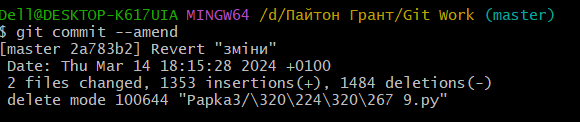 Dell@DESKTOP-K617UIA MINGW64 /d/Пайтон Грант/Git Work (master)
$ git commit --amend
[master 2a783b2] Revert "зміни"
 Date: Thu Mar 14 18:15:28 2024 +0100
 2 files changed, 1353 insertions(+), 1484 deletions(-)
 delete mode 100644 "Papka3/\320\224\320\267 9.py"